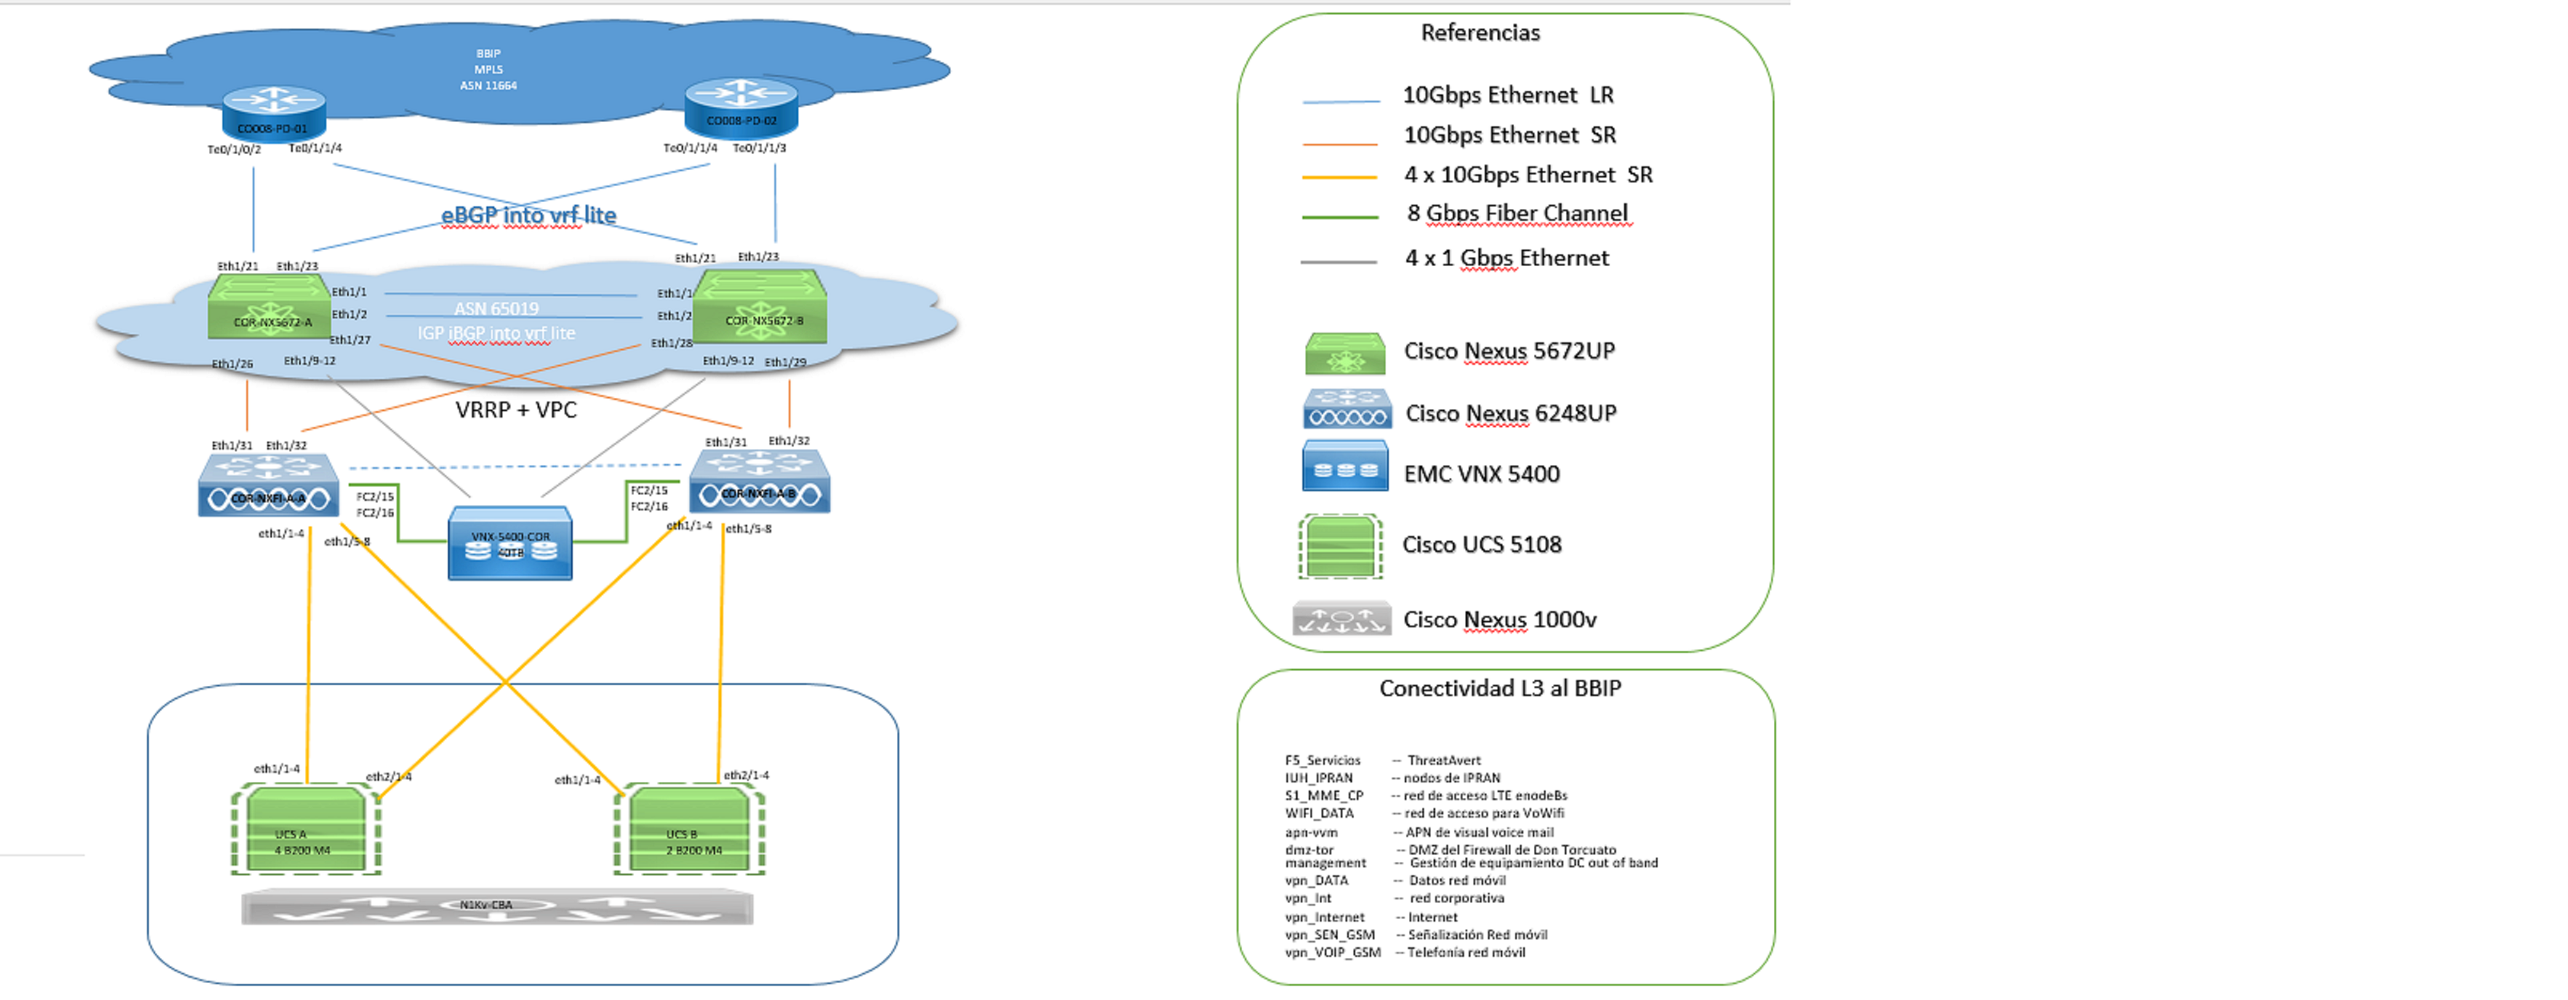 BBIP
MPLS
ASN 11664
CO008-PD-01
CO008-PD-02
Te0/1/0/2
Te0/1/1/4
Te0/1/1/4
Te0/1/1/3
eBGP into vrf lite
Eth1/21
Eth1/23
Eth1/21
Eth1/23
Eth1/1
Eth1/1
ASN 65019
Eth1/2
Eth1/2
COR-NX5672-A
COR-NX5672-B
IGP iBGP into vrf lite
Eth1/27
Eth1/28
Eth1/26
Eth1/9-12
Eth1/9-12
Eth1/29
VRRP + VPC
Eth1/31
Eth1/32
Eth1/31
Eth1/32
COR-NXFI-A-A
COR-NXFI-A-B
FC2/15
FC2/16
FC2/15
FC2/16
eth1/1-4
eth1/5-8
eth1/1-4
eth1/5-8
VNX-5400-COR
40TB
eth1/1-4
eth2/1-4
eth1/1-4
eth2/1-4
UCS A
4 B200 M4
UCS B
2 B200 M4
N1Kv-CBA
Referencias
10Gbps Ethernet LR
10Gbps Ethernet SR
4 x 10Gbps Ethernet SR
8 Gbps Fiber Channel
4 x 1 Gbps Ethernet
Cisco Nexus 5672UP
Cisco Nexus 6248UP
EMC VNX 5400
Cisco UCS 5108
Cisco Nexus 1000v
Conectividad L3 al BBIP
F5_Servicios -- ThreatAvert
IUH_IPRAN -- nodos de IPRAN
S1_MME_CP -- red de acceso LTE enodeBs
WIFI_DATA -- red de acceso para VoWifi
apn-vvm -- APN de visual voice mail
dmz-tor -- DMZ del Firewall de Don Torcuato
management -- Gestión de equipamiento DC out of band
vpn_DATA -- Datos red móvil
vpn_Int -- red corporativa
vpn_Internet -- Internet
vpn_SEN_GSM -- Señalización Red móvil
vpn_VOIP_GSM -- Telefonía red móvil